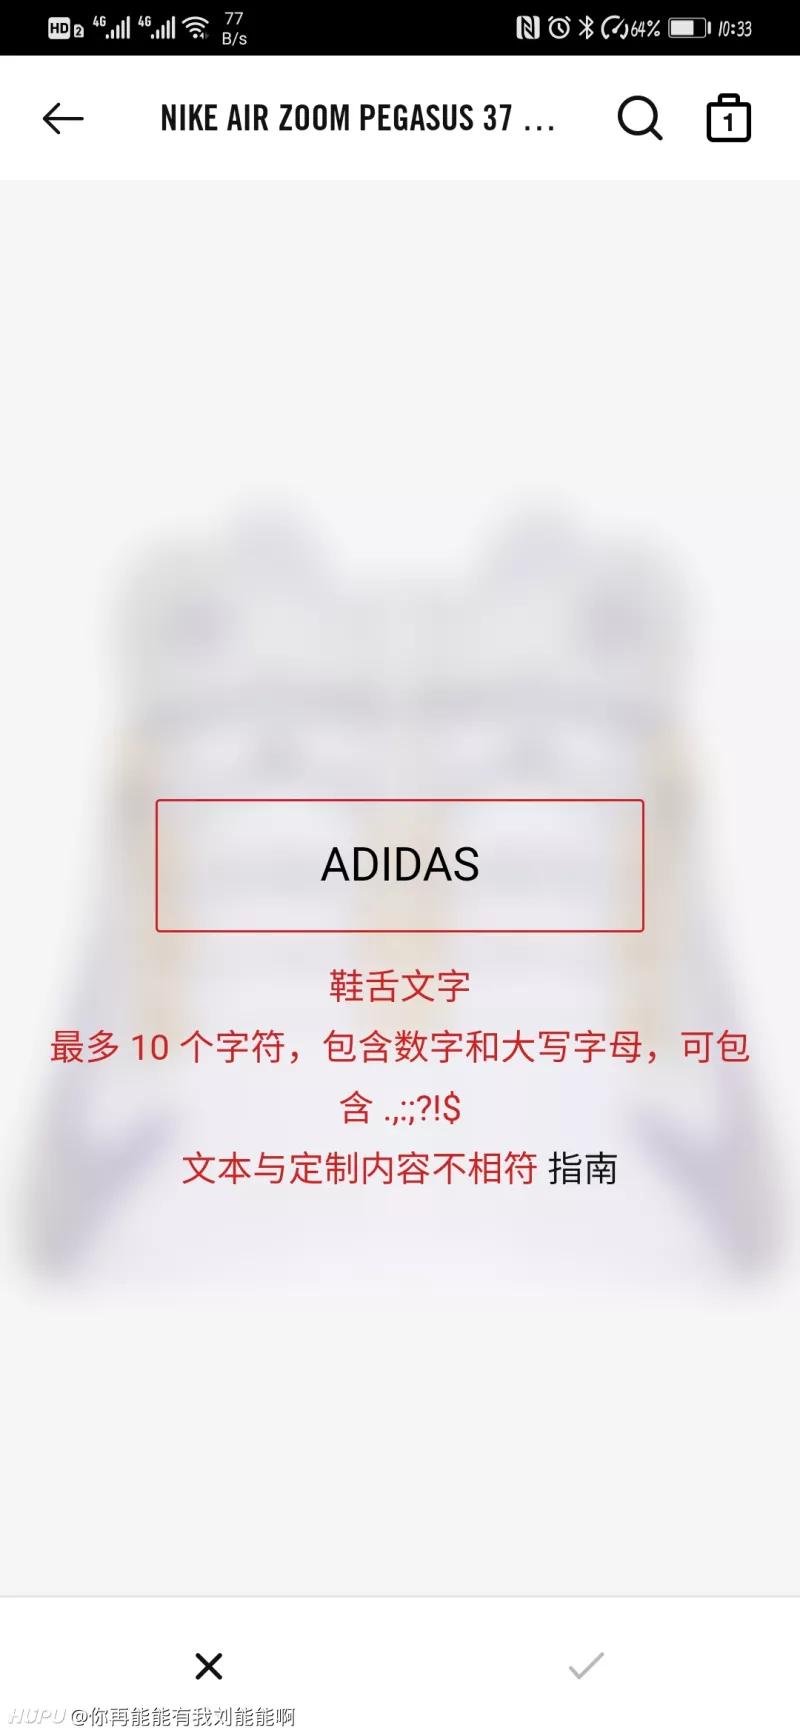 HD 2 4G 4G 77 B/s 64% 10:33
NIKE AIR ZOOM PEGASUS 37 ...
1
ADIDAS
鞋舌文字
最多 10 个字符，包含数字和大写字母，可包
含 .,:;?!$
文本与定制内容不相符 指南
HUPU @你再能能有我刘能能啊